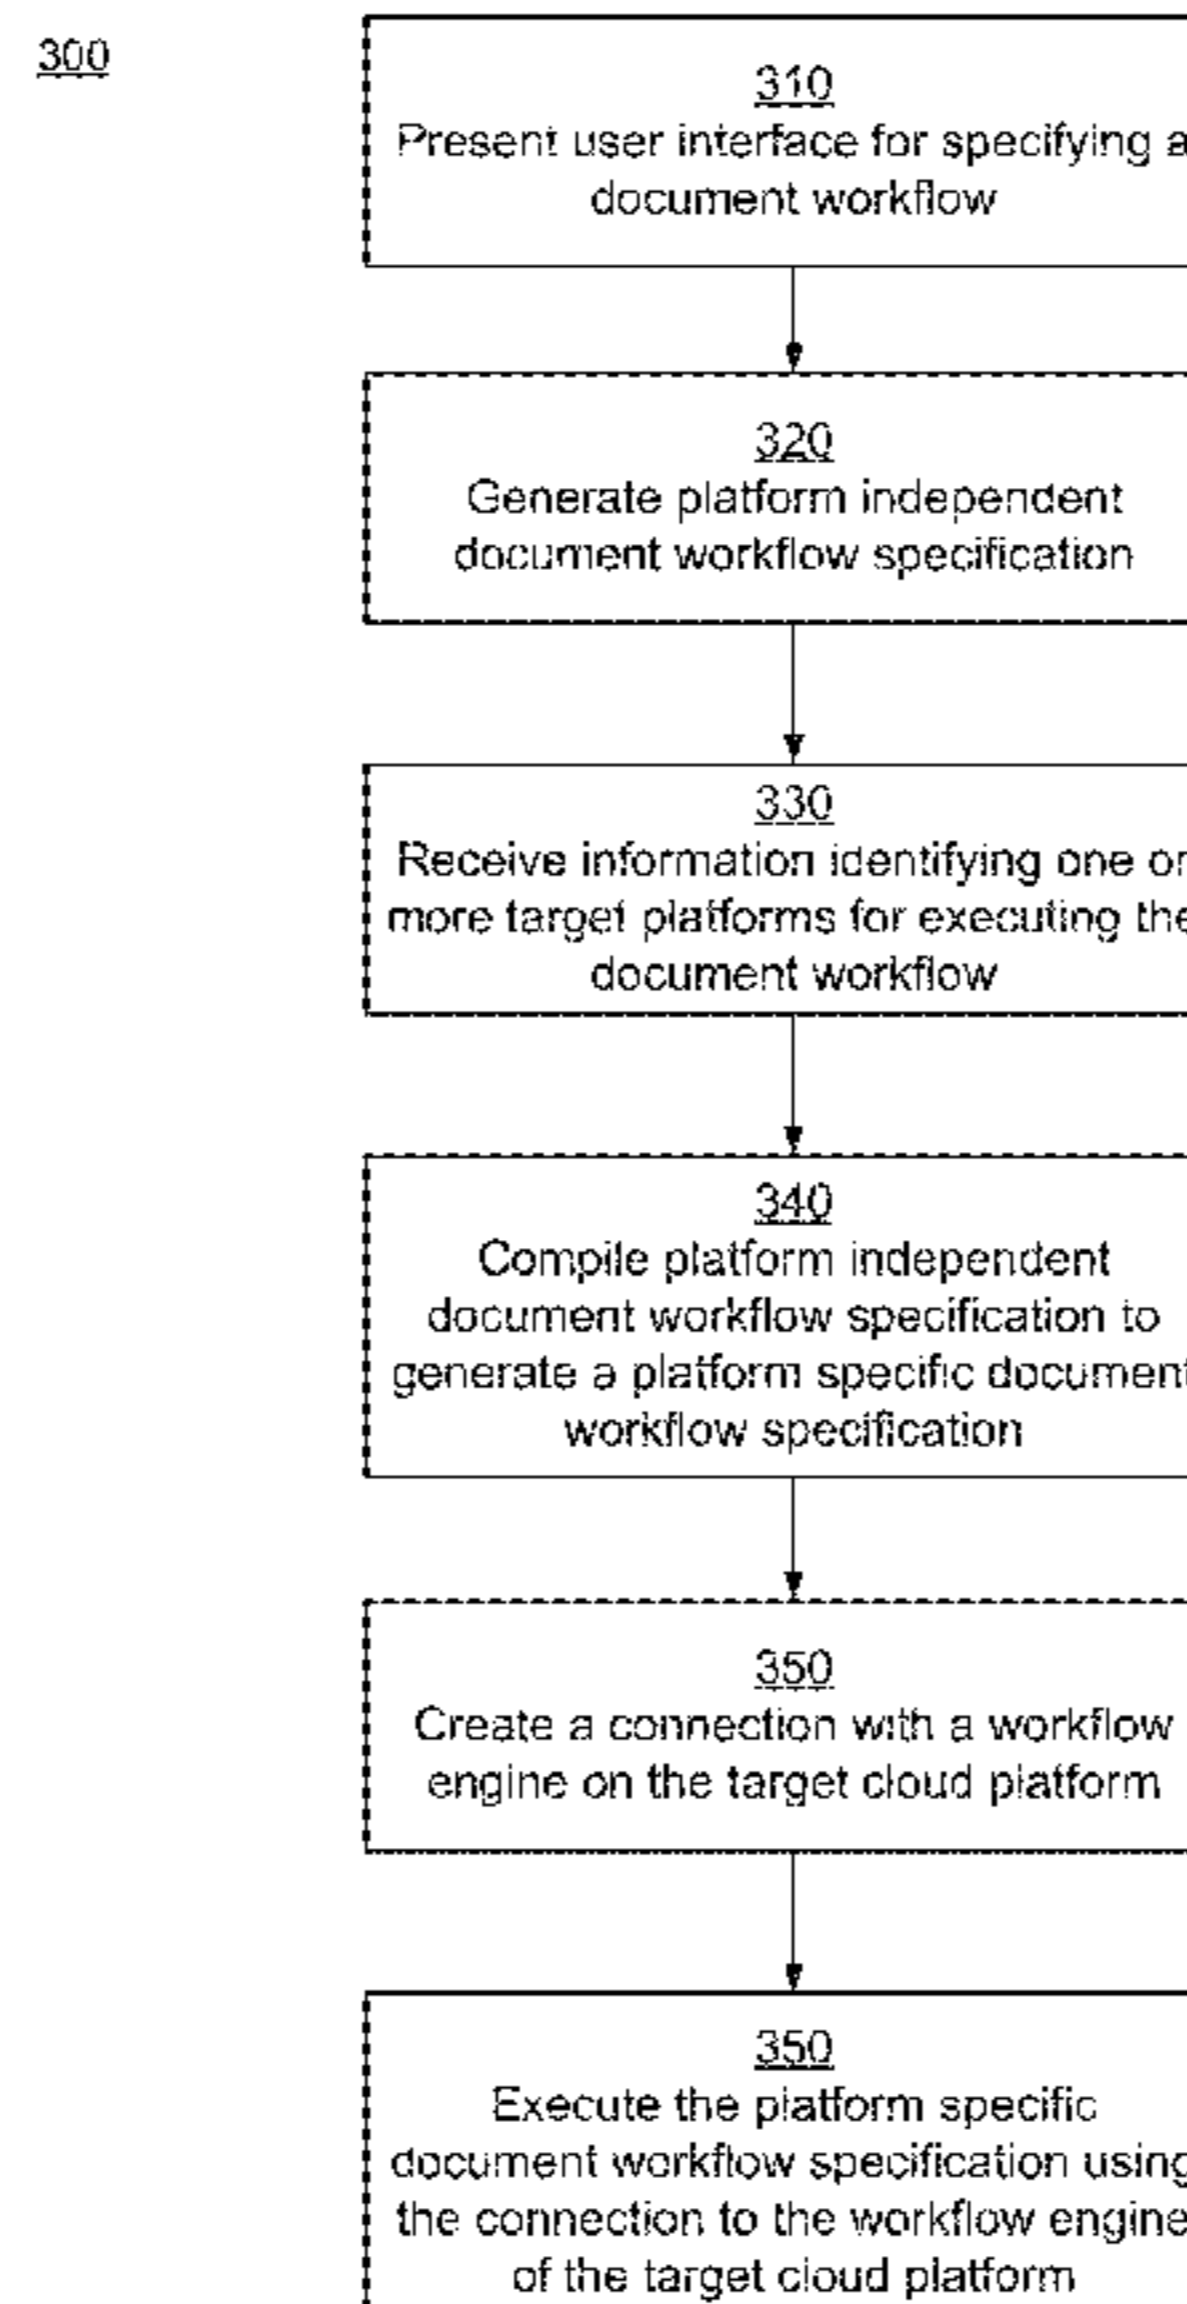 300
310
Present user interface for specifying a
document workflow
320
Generate platform independent
document workflow specification
330
Receive information identifying one or
more target platforms for executing the
document workflow
340
Compile platform independent
document workflow specification to
generate a platform specific document
workflow specification
350
Create a connection with a workflow
engine on the target cloud platform
350
Execute the platform specific
document workflow specification using
the connection to the workflow engine
of the target cloud platform